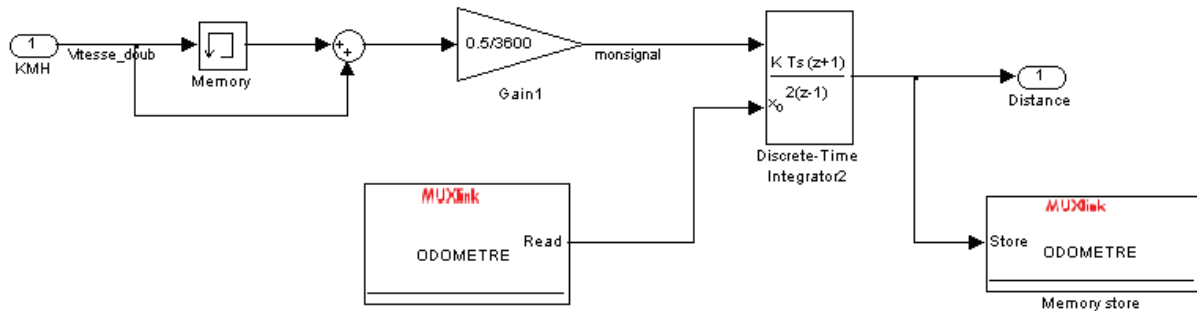 1
KMH
Vitesse_doub
Memory
+
+
0.5/3600
Gain1
monsignal
K Ts (z+1)
2(z-1)
x0
Discrete-Time
Integrator2
1
Distance
MUXlink
Read
ODOMETRE
MUXlink
Store
ODOMETRE
Memory store